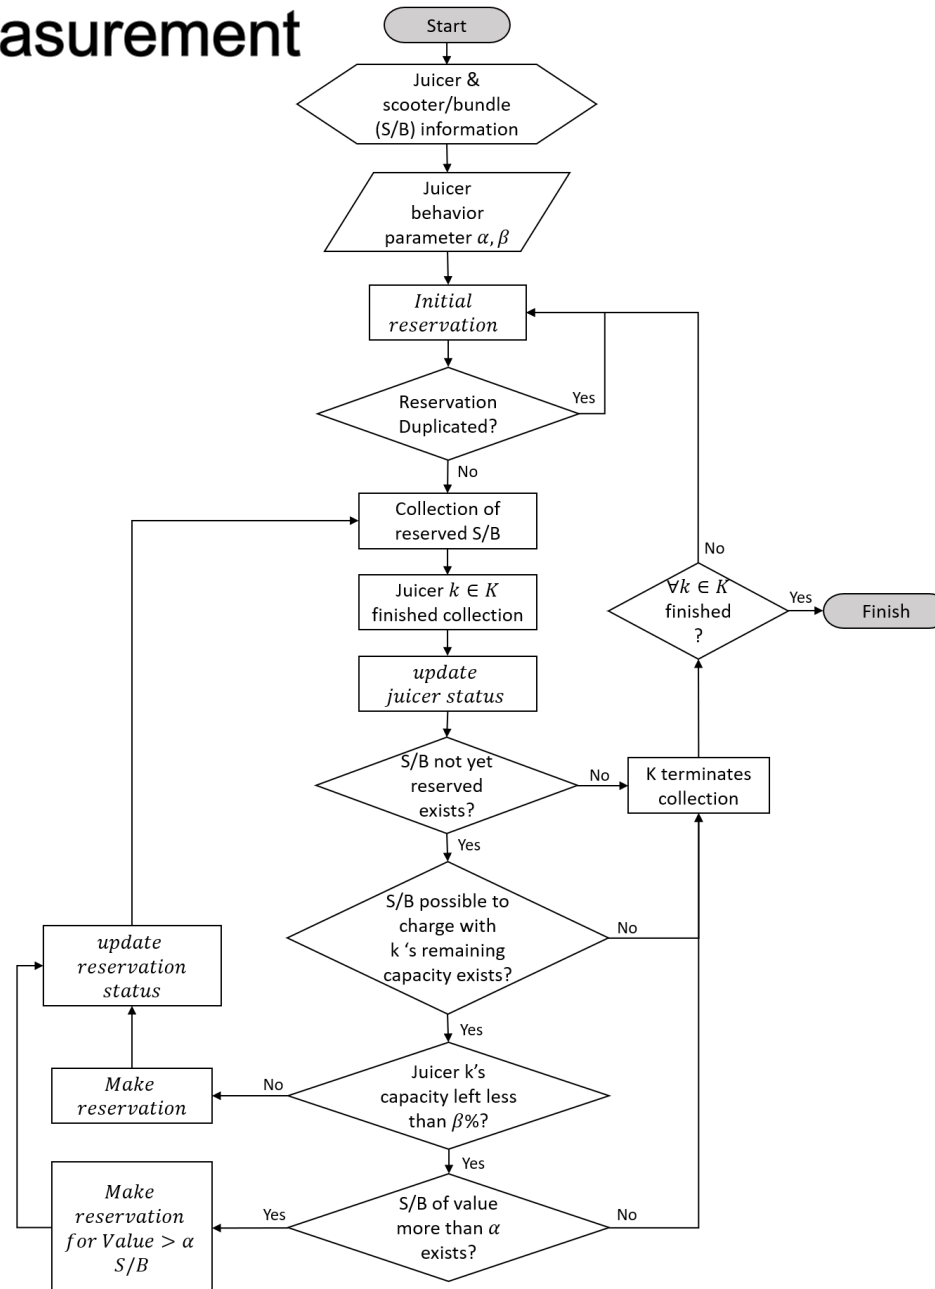 asurement
Start
Juicer &
scooter/bundle
(S/B) information
Juicer
behavior
parameter α, β
Initial
reservation
Reservation
Duplicated?
Yes
No
Collection of
reserved S/B
Juicer k ∈ K
finished collection
update
juicer status
S/B not yet
reserved
exists?
No
Yes
K terminates
collection
∀k ∈ K
finished
?
No
Yes
Finish
S/B possible to
charge with
k ‘s remaining
capacity exists?
No
Yes
Juicer k’s
capacity left less
than β%?
No
Yes
Make
reservation
update
reservation
status
S/B of value
more than α
exists?
Yes
No
Make
reservation
for Value > α
S/B